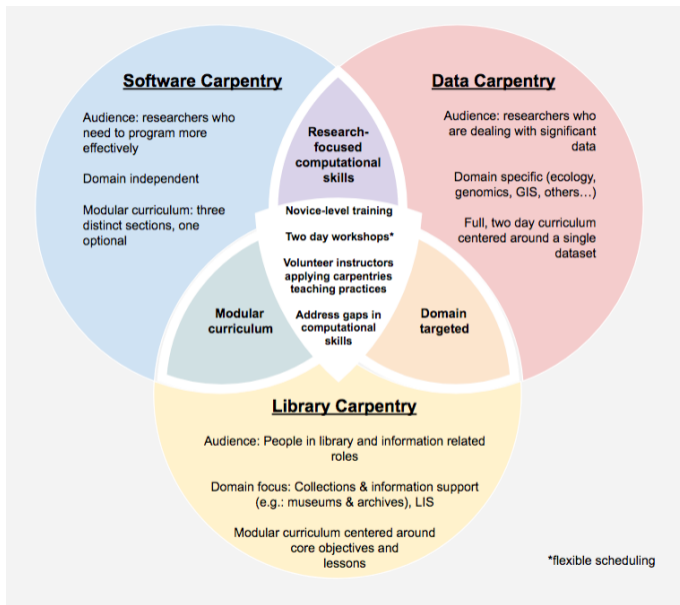 Software Carpentry
Audience: researchers who
need to program more
effectively
Domain independent
Modular curriculum: three
distinct sections, one
optional
Data Carpentry
Audience: researchers who
are dealing with significant
data
Domain specific (ecology,
genomics, GIS, others…)
Full, two day curriculum
centered around a single
dataset
Research-
focused
computational
skills
Novice-level training
Two day workshops*
Volunteer instructors
applying carpentries
teaching practices
Address gaps in
computational
skills
Modular
curriculum
Domain
targeted
Library Carpentry
Audience: People in library and information related
roles
Domain focus: Collections & information support
(e.g.: museums & archives), LIS
Modular curriculum centered around
core objectives and
lessons
*flexible scheduling